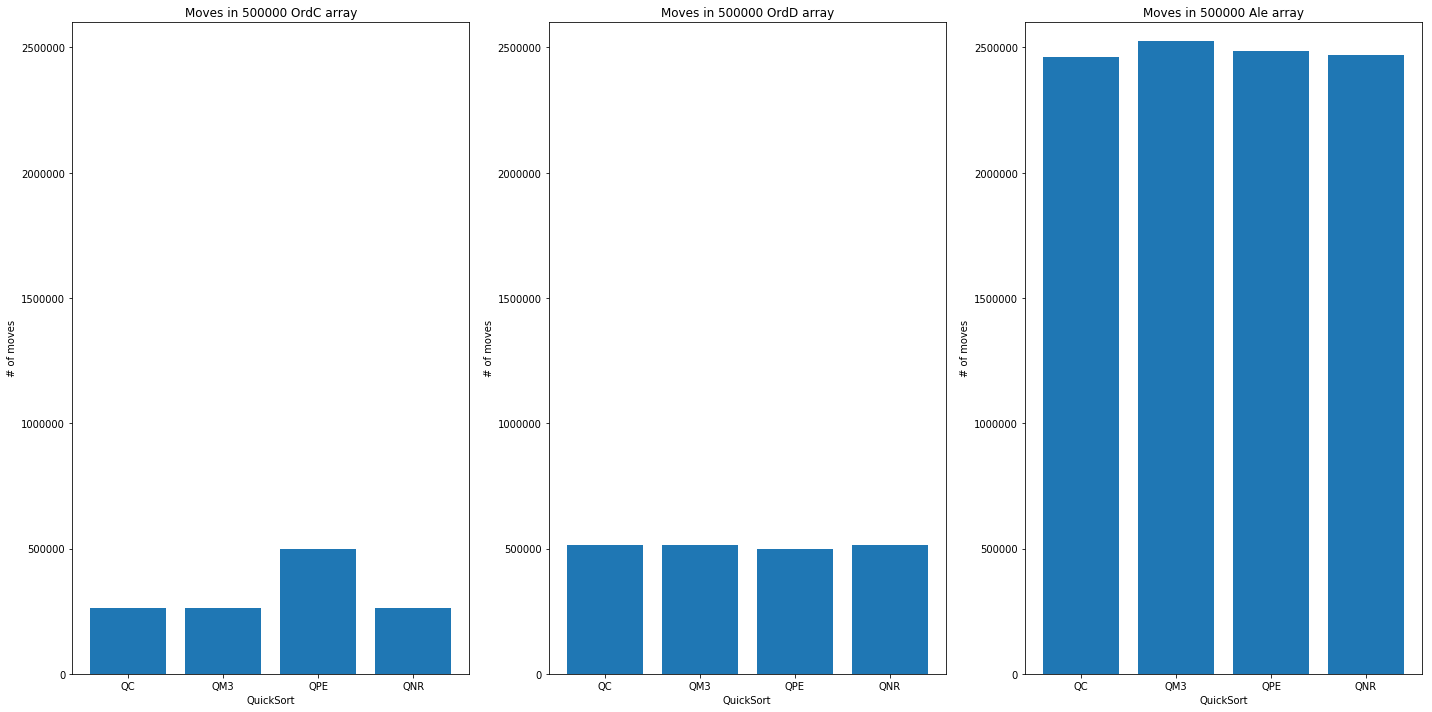 Moves in 500000 OrdC array
# of moves
2500000
2000000
1500000
1000000
500000
0
QC QM3 QPE QNR
QuickSort
Moves in 500000 OrdD array
# of moves
2500000
2000000
1500000
1000000
500000
0
QC QM3 QPE QNR
QuickSort
Moves in 500000 Ale array
# of moves
2500000
2000000
1500000
1000000
500000
0
QC QM3 QPE QNR
QuickSort